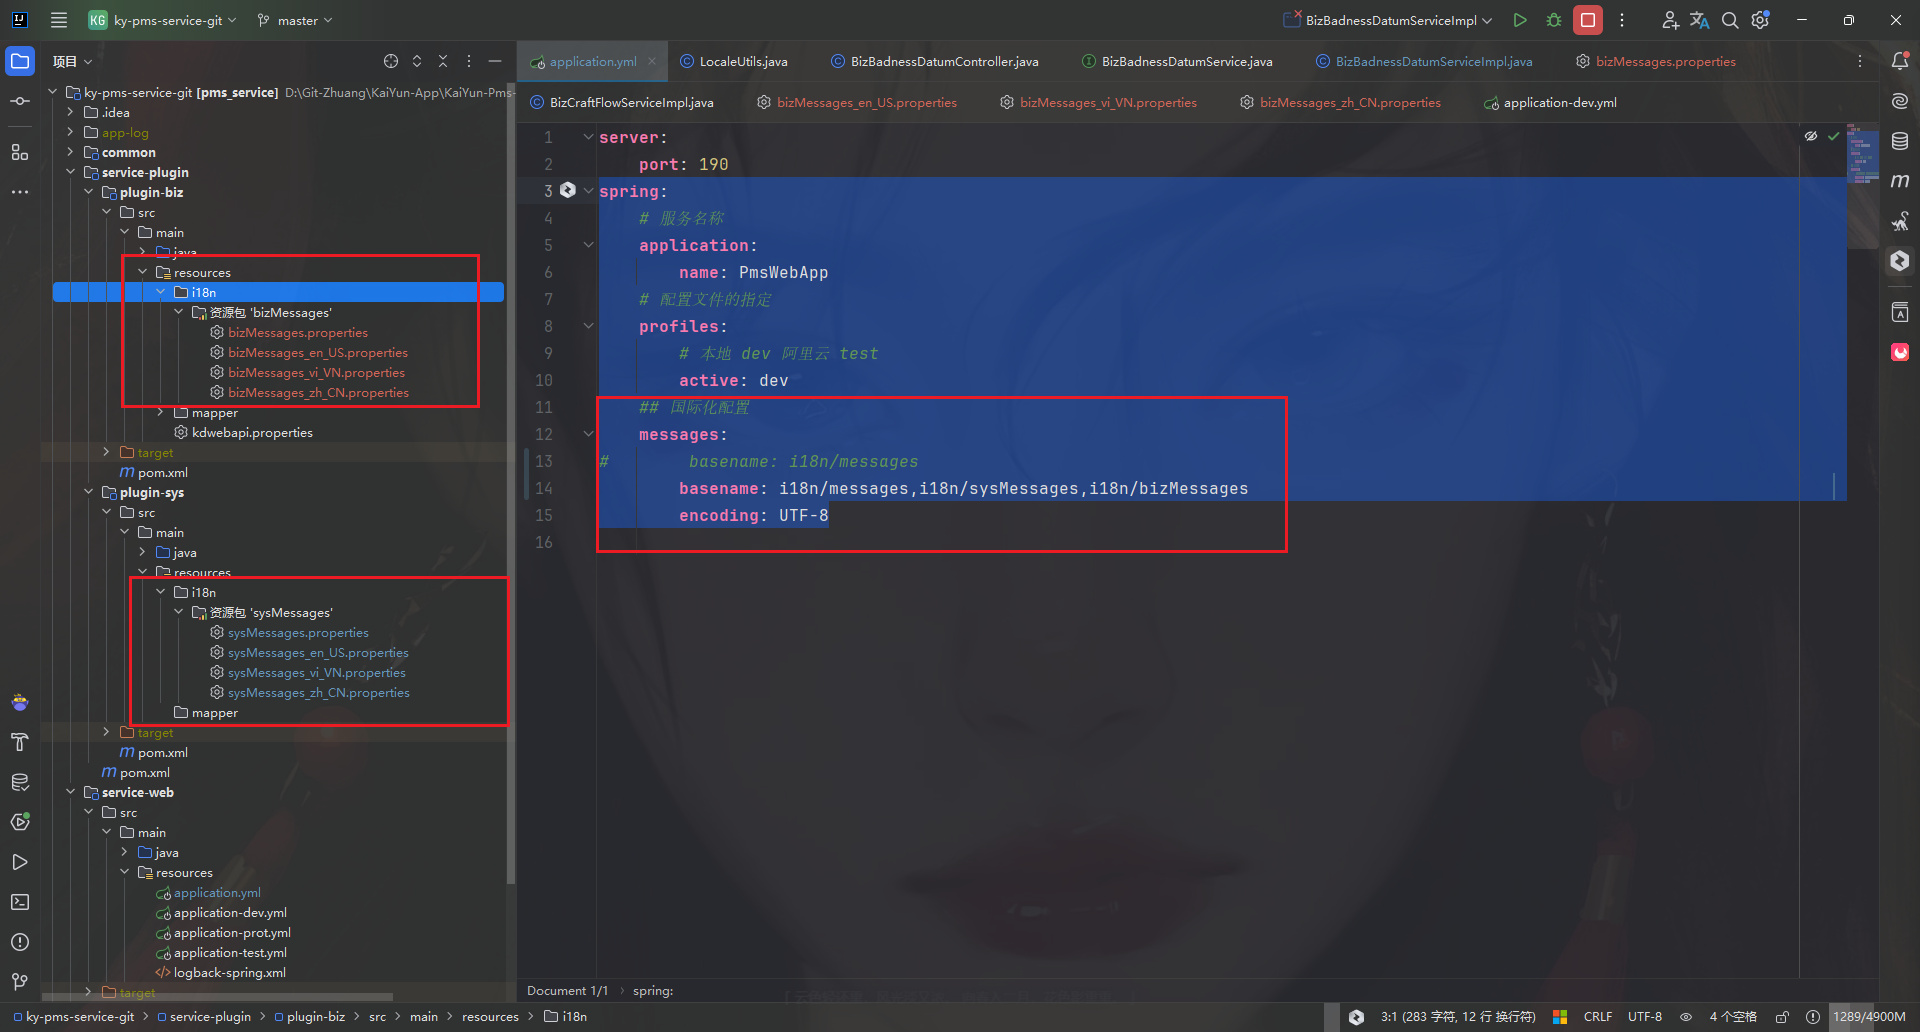 KG ky-pms-service-git master BizBadnessDatumServiceImpl
项目
ky-pms-service-git [pms_service] D:\Git-Zhuang\KaiYun-App\KaiYun-Pms-
.idea
app-log
common
service-plugin
plugin-biz
src
main
java
resources
i18n
资源包 'bizMessages'
bizMessages.properties
bizMessages_en_US.properties
bizMessages_vi_VN.properties
bizMessages_zh_CN.properties
mapper
kdwebapi.properties
target
pom.xml
plugin-sys
src
main
java
resources
i18n
资源包 'sysMessages'
sysMessages.properties
sysMessages_en_US.properties
sysMessages_vi_VN.properties
sysMessages_zh_CN.properties
mapper
target
pom.xml
pom.xml
service-web
src
main
java
resources
application.yml
application-dev.yml
application-prot.yml
application-test.yml
logback-spring.xml
target
application.yml LocaleUtils.java BizBadnessDatumController.java BizBadnessDatumService.java BizBadnessDatumServiceImpl.java bizMessages.properties
BizCraftFlowServiceImpl.java bizMessages_en_US.properties bizMessages_vi_VN.properties bizMessages_zh_CN.properties application-dev.yml
1 server:
2 port: 190
3 spring:
4 # 服务名称
5 application:
6 name: PmsWebApp
7 # 配置文件的指定
8 profiles:
9 # 本地 dev 阿里云 test
10 active: dev
11 ## 国际化配置
12 messages:
13 # basename: i18n/messages
14 basename: i18n/messages,i18n/sysMessages,i18n/bizMessages
15 encoding: UTF-8
16
Document 1/1 › spring:
ky-pms-service-git › service-plugin › plugin-biz › src › main › resources › i18n
3:1 (283 字符, 12 行 换行符) CRLF UTF-8 4 个空格 1289/4900M